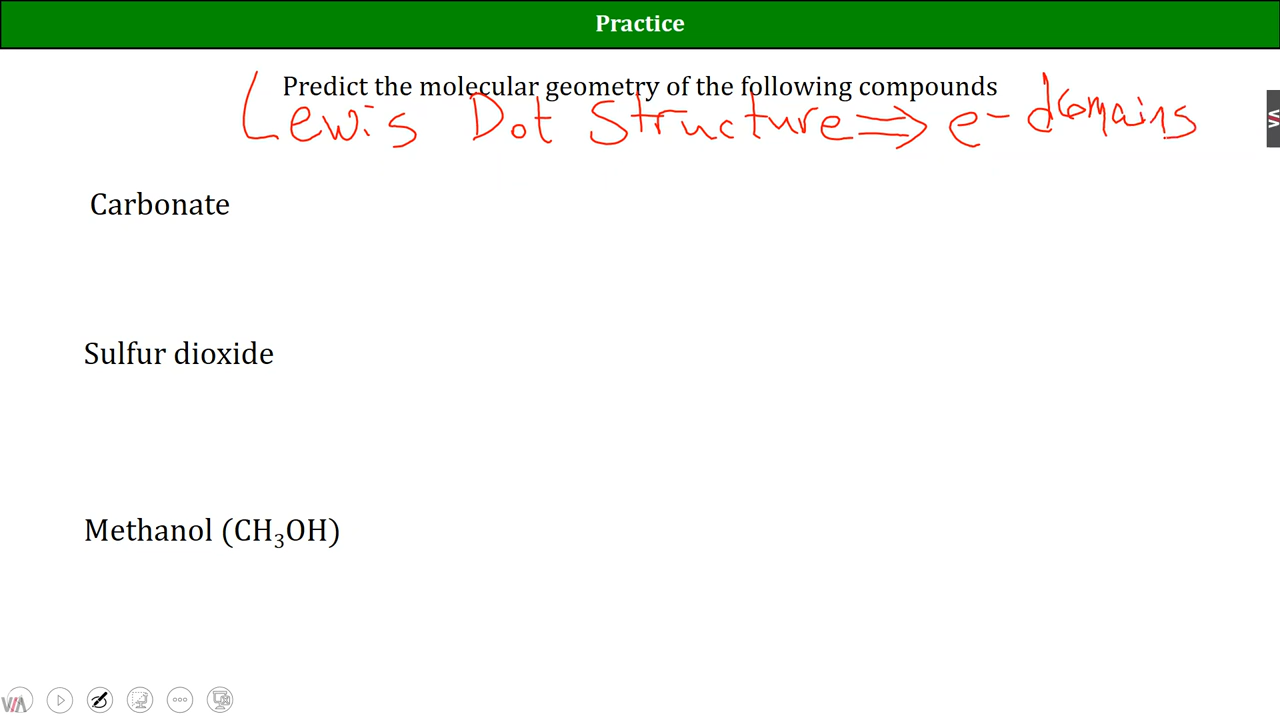 Practice
Predict the molecular geometry of the following compounds
Lewis Dot Structure ⇒ e- domains
Carbonate
Sulfur dioxide
Methanol (CH₃OH)